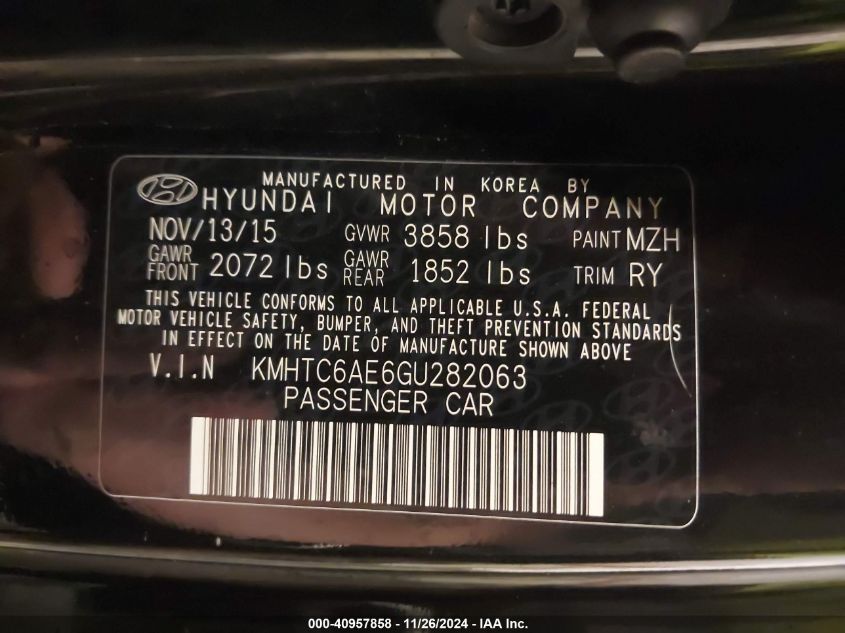 MANUFACTURED IN KOREA BY
HYUNDAI MOTOR COMPANY
NOV/13/15 GVWR 3858 lbs PAINT MZH
GAWR FRONT 2072 lbs GAWR REAR 1852 lbs TRIM RY
THIS VEHICLE CONFORMS TO ALL APPLICABLE U.S.A. FEDERAL
MOTOR VEHICLE SAFETY, BUMPER, AND THEFT PREVENTION STANDARDS
IN EFFECT ON THE DATE OF MANUFACTURE SHOWN ABOVE
V.I.N KMHTC6AE6GU282063
PASSENGER CAR
000-40957858 - 11/26/2024 - IAA Inc.